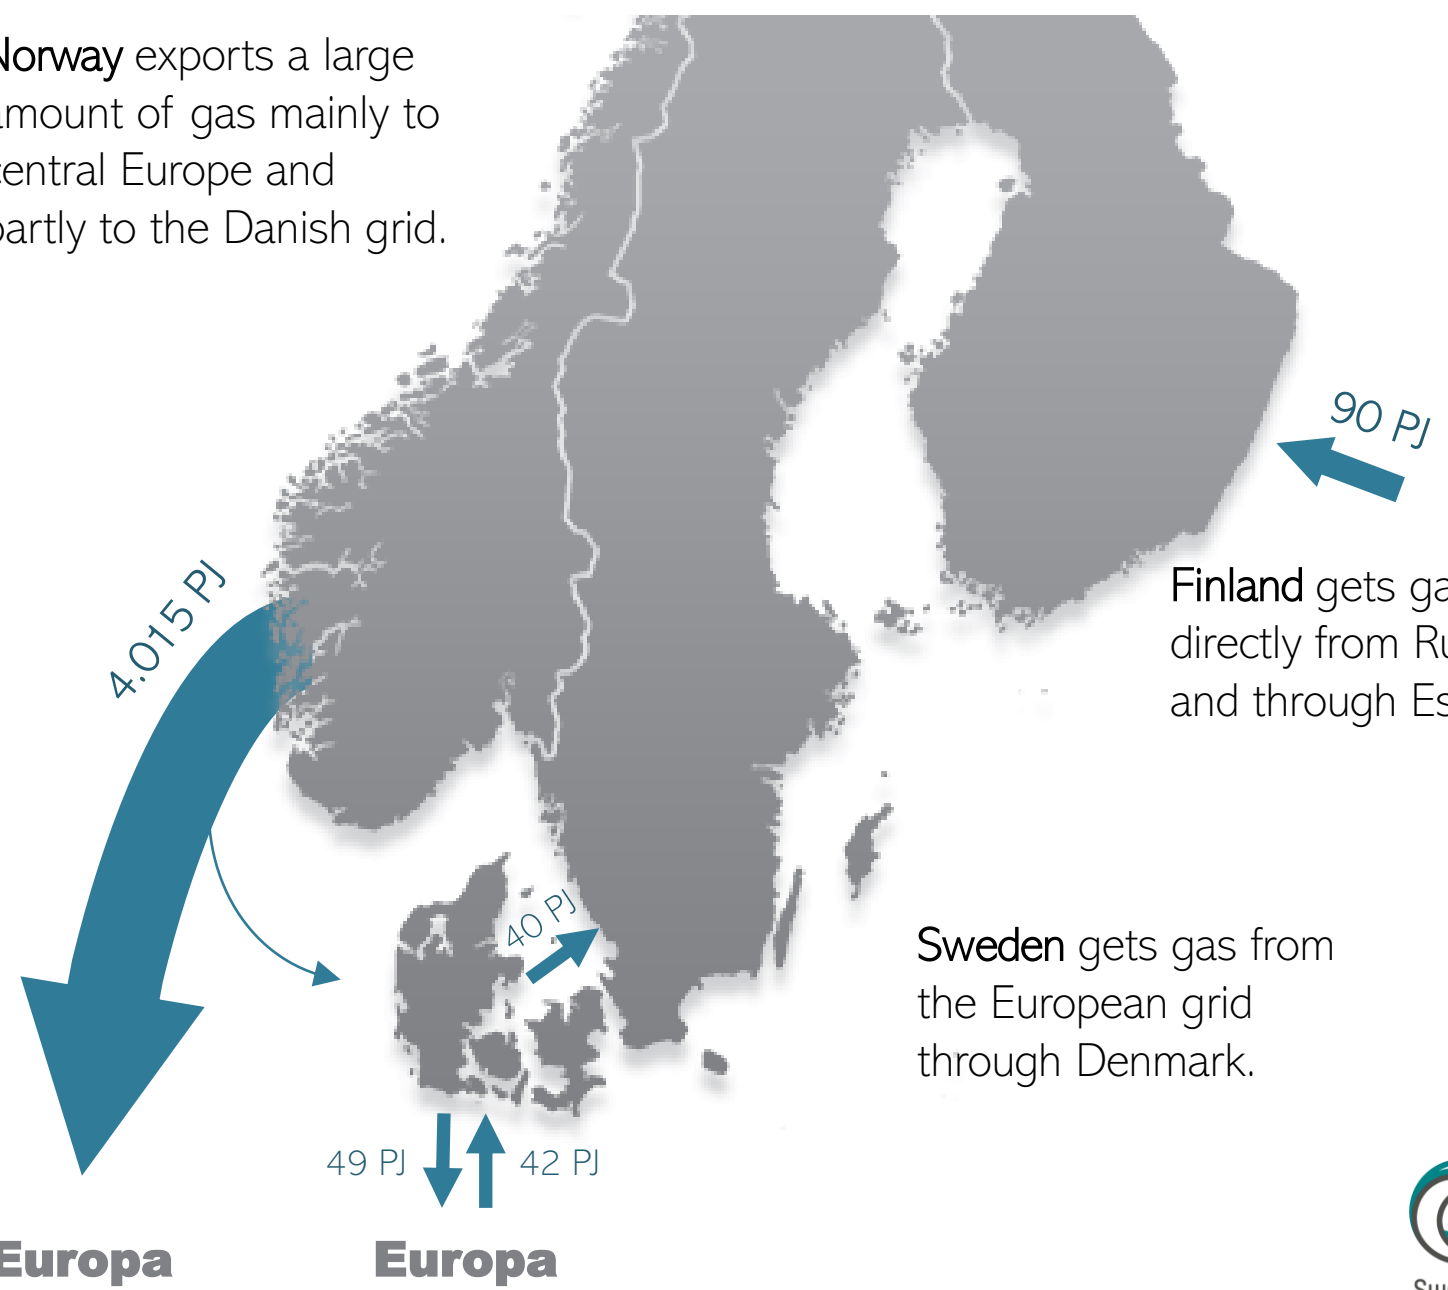 Norway exports a large
amount of gas mainly to
central Europe and
partly to the Danish grid.
90 PJ
4.015 PJ
Finland gets ga
directly from Ru
and through Es
40 PJ
Sweden gets gas from
the European grid
through Denmark.
49 PJ
42 PJ
Europa
Europa